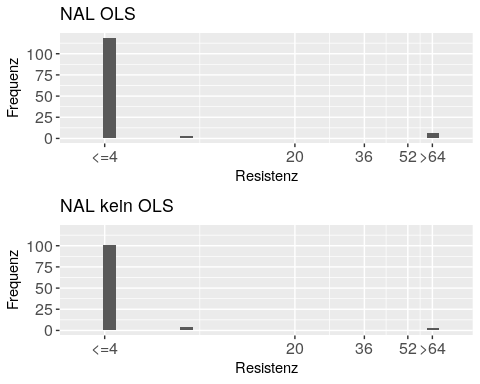 NAL OLS
Frequenz
100
75
50
25
0
<=4 20 36 52 >64
Resistenz
NAL kein OLS
Frequenz
100
75
50
25
0
<=4 20 36 52 >64
Resistenz